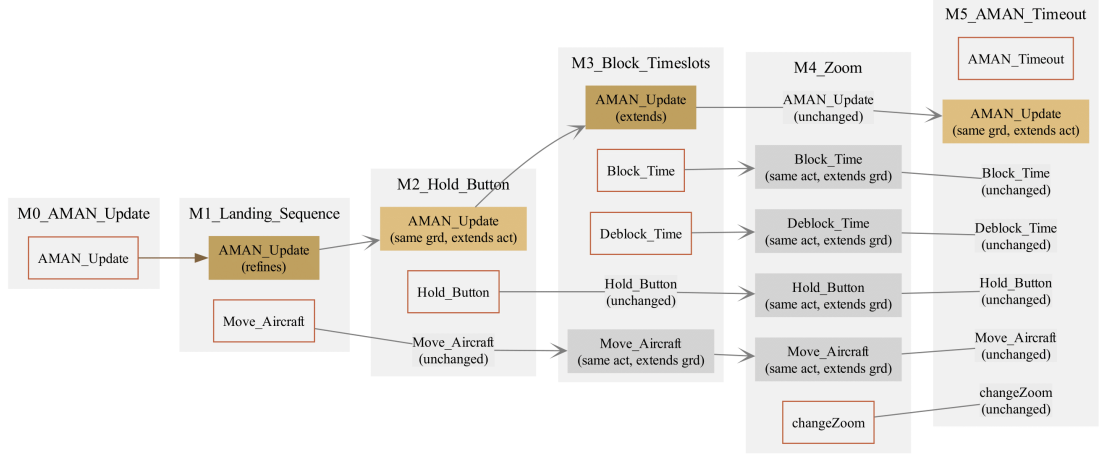 M0_AMAN_Update
AMAN_Update
M1_Landing_Sequence
AMAN_Update
(refines)
Move_Aircraft
M2_Hold_Button
AMAN_Update
(same grd, extends act)
Hold_Button
Move_Aircraft
(unchanged)
M3_Block_Timeslots
AMAN_Update
(extends)
Block_Time
Deblock_Time
Hold_Button
(unchanged)
Move_Aircraft
(same act, extends grd)
M4_Zoom
AMAN_Update
(unchanged)
Block_Time
(same act, extends grd)
Deblock_Time
(same act, extends grd)
Hold_Button
(same act, extends grd)
Move_Aircraft
(same act, extends grd)
changeZoom
M5_AMAN_Timeout
AMAN_Timeout
AMAN_Update
(same grd, extends act)
Block_Time
(unchanged)
Deblock_Time
(unchanged)
Hold_Button
(unchanged)
Move_Aircraft
(unchanged)
changeZoom
(unchanged)